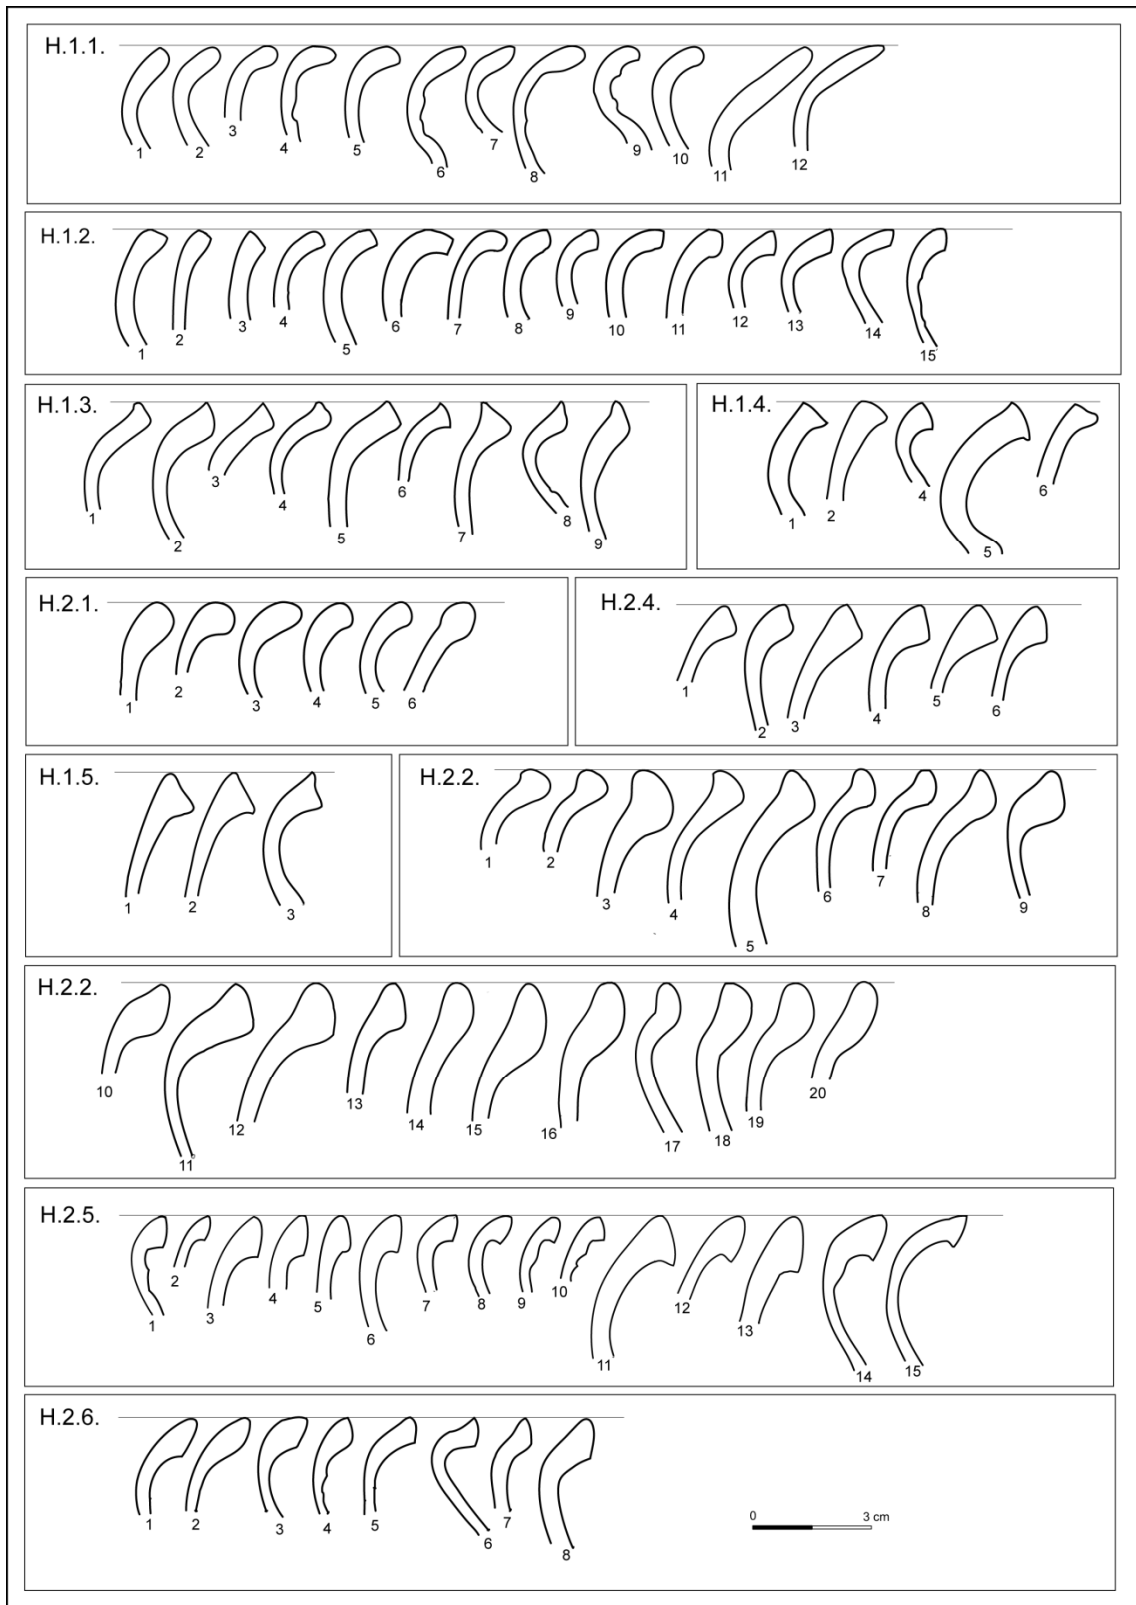 H.1.1.
1 2 3 4 5 6 7 8 9 10 11 12
H.1.2.
1 2 3 4 5 6 7 8 9 10 11 12 13 14 15
H.1.3.
1 2 3 4 5 6 7 8 9
H.1.4.
1 2 4 5 6
H.2.1.
1 2 3 4 5 6
H.2.4.
1 2 3 4 5 6
H.1.5.
1 2 3
H.2.2.
1 2 3 4 5 6 7 8 9
H.2.2.
10 11 12 13 14 15 16 17 18 19 20
H.2.5.
1 2 3 4 5 6 7 8 9 10 11 12 13 14 15
H.2.6.
1 2 3 4 5 6 7 8
0 3 cm